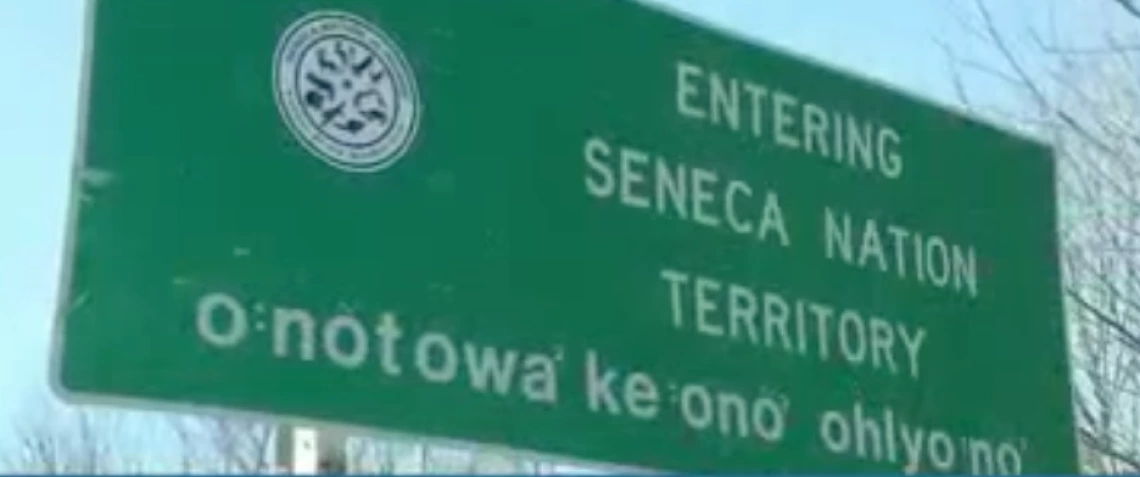 ENTERING
SENECA NATION
TERRITORY
o:notowa' ke:ono' ohlyo'no'